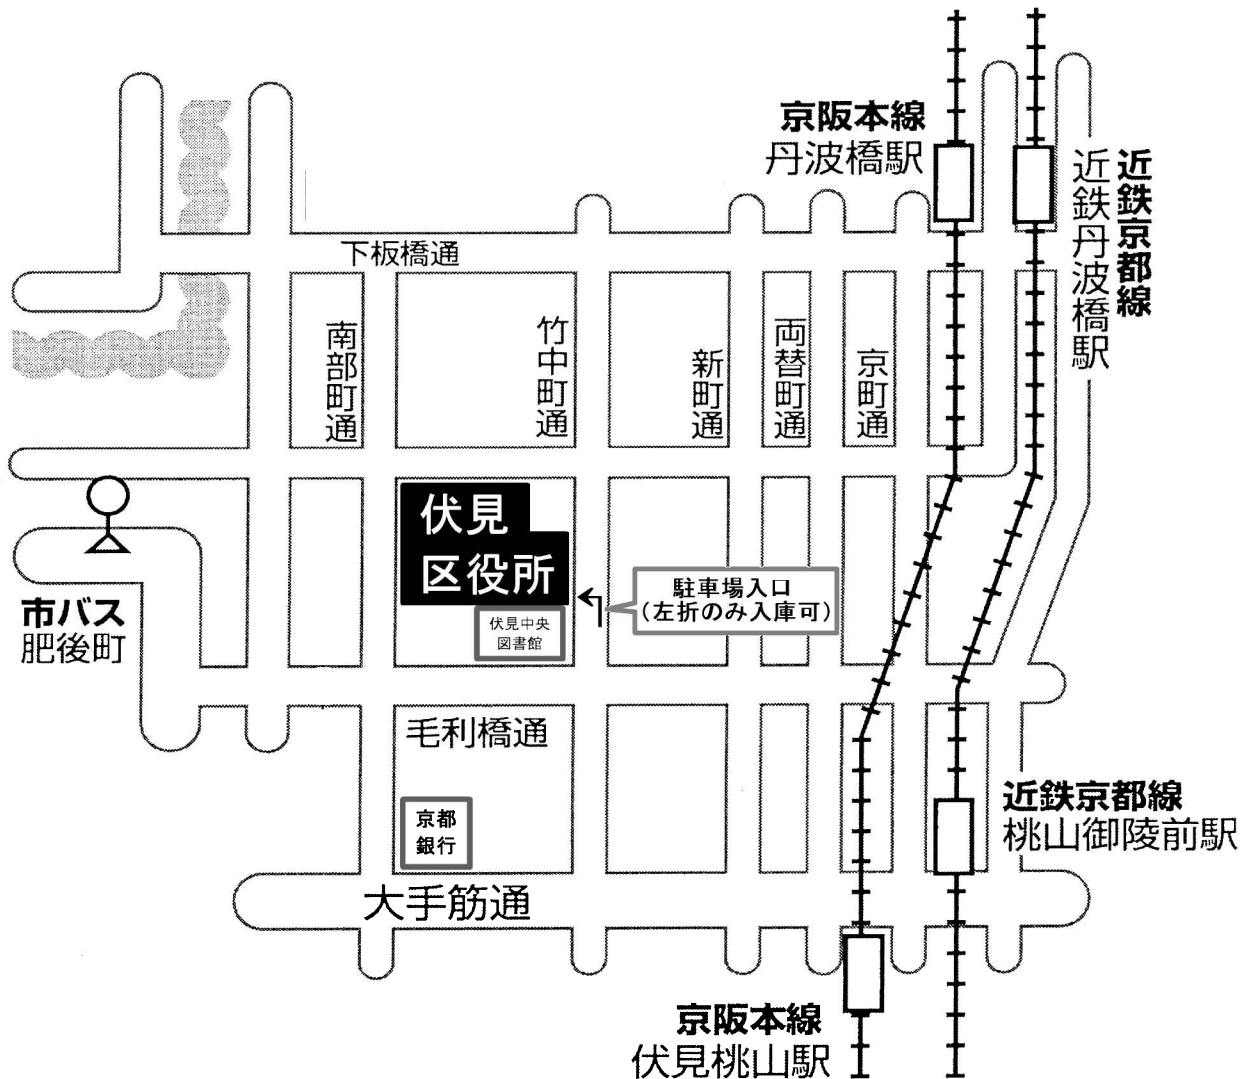 京阪本線
丹波橋駅
近鉄京都線
近鉄丹波橋駅
下板橋通
南部町通
竹中町通
新町通
両替町通
京町通
伏見
区役所
伏見中央
図書館
駐車場入口
(左折のみ入庫可)
市バス
肥後町
毛利橋通
京都
銀行
近鉄京都線
桃山御陵前駅
大手筋通
京阪本線
伏見桃山駅